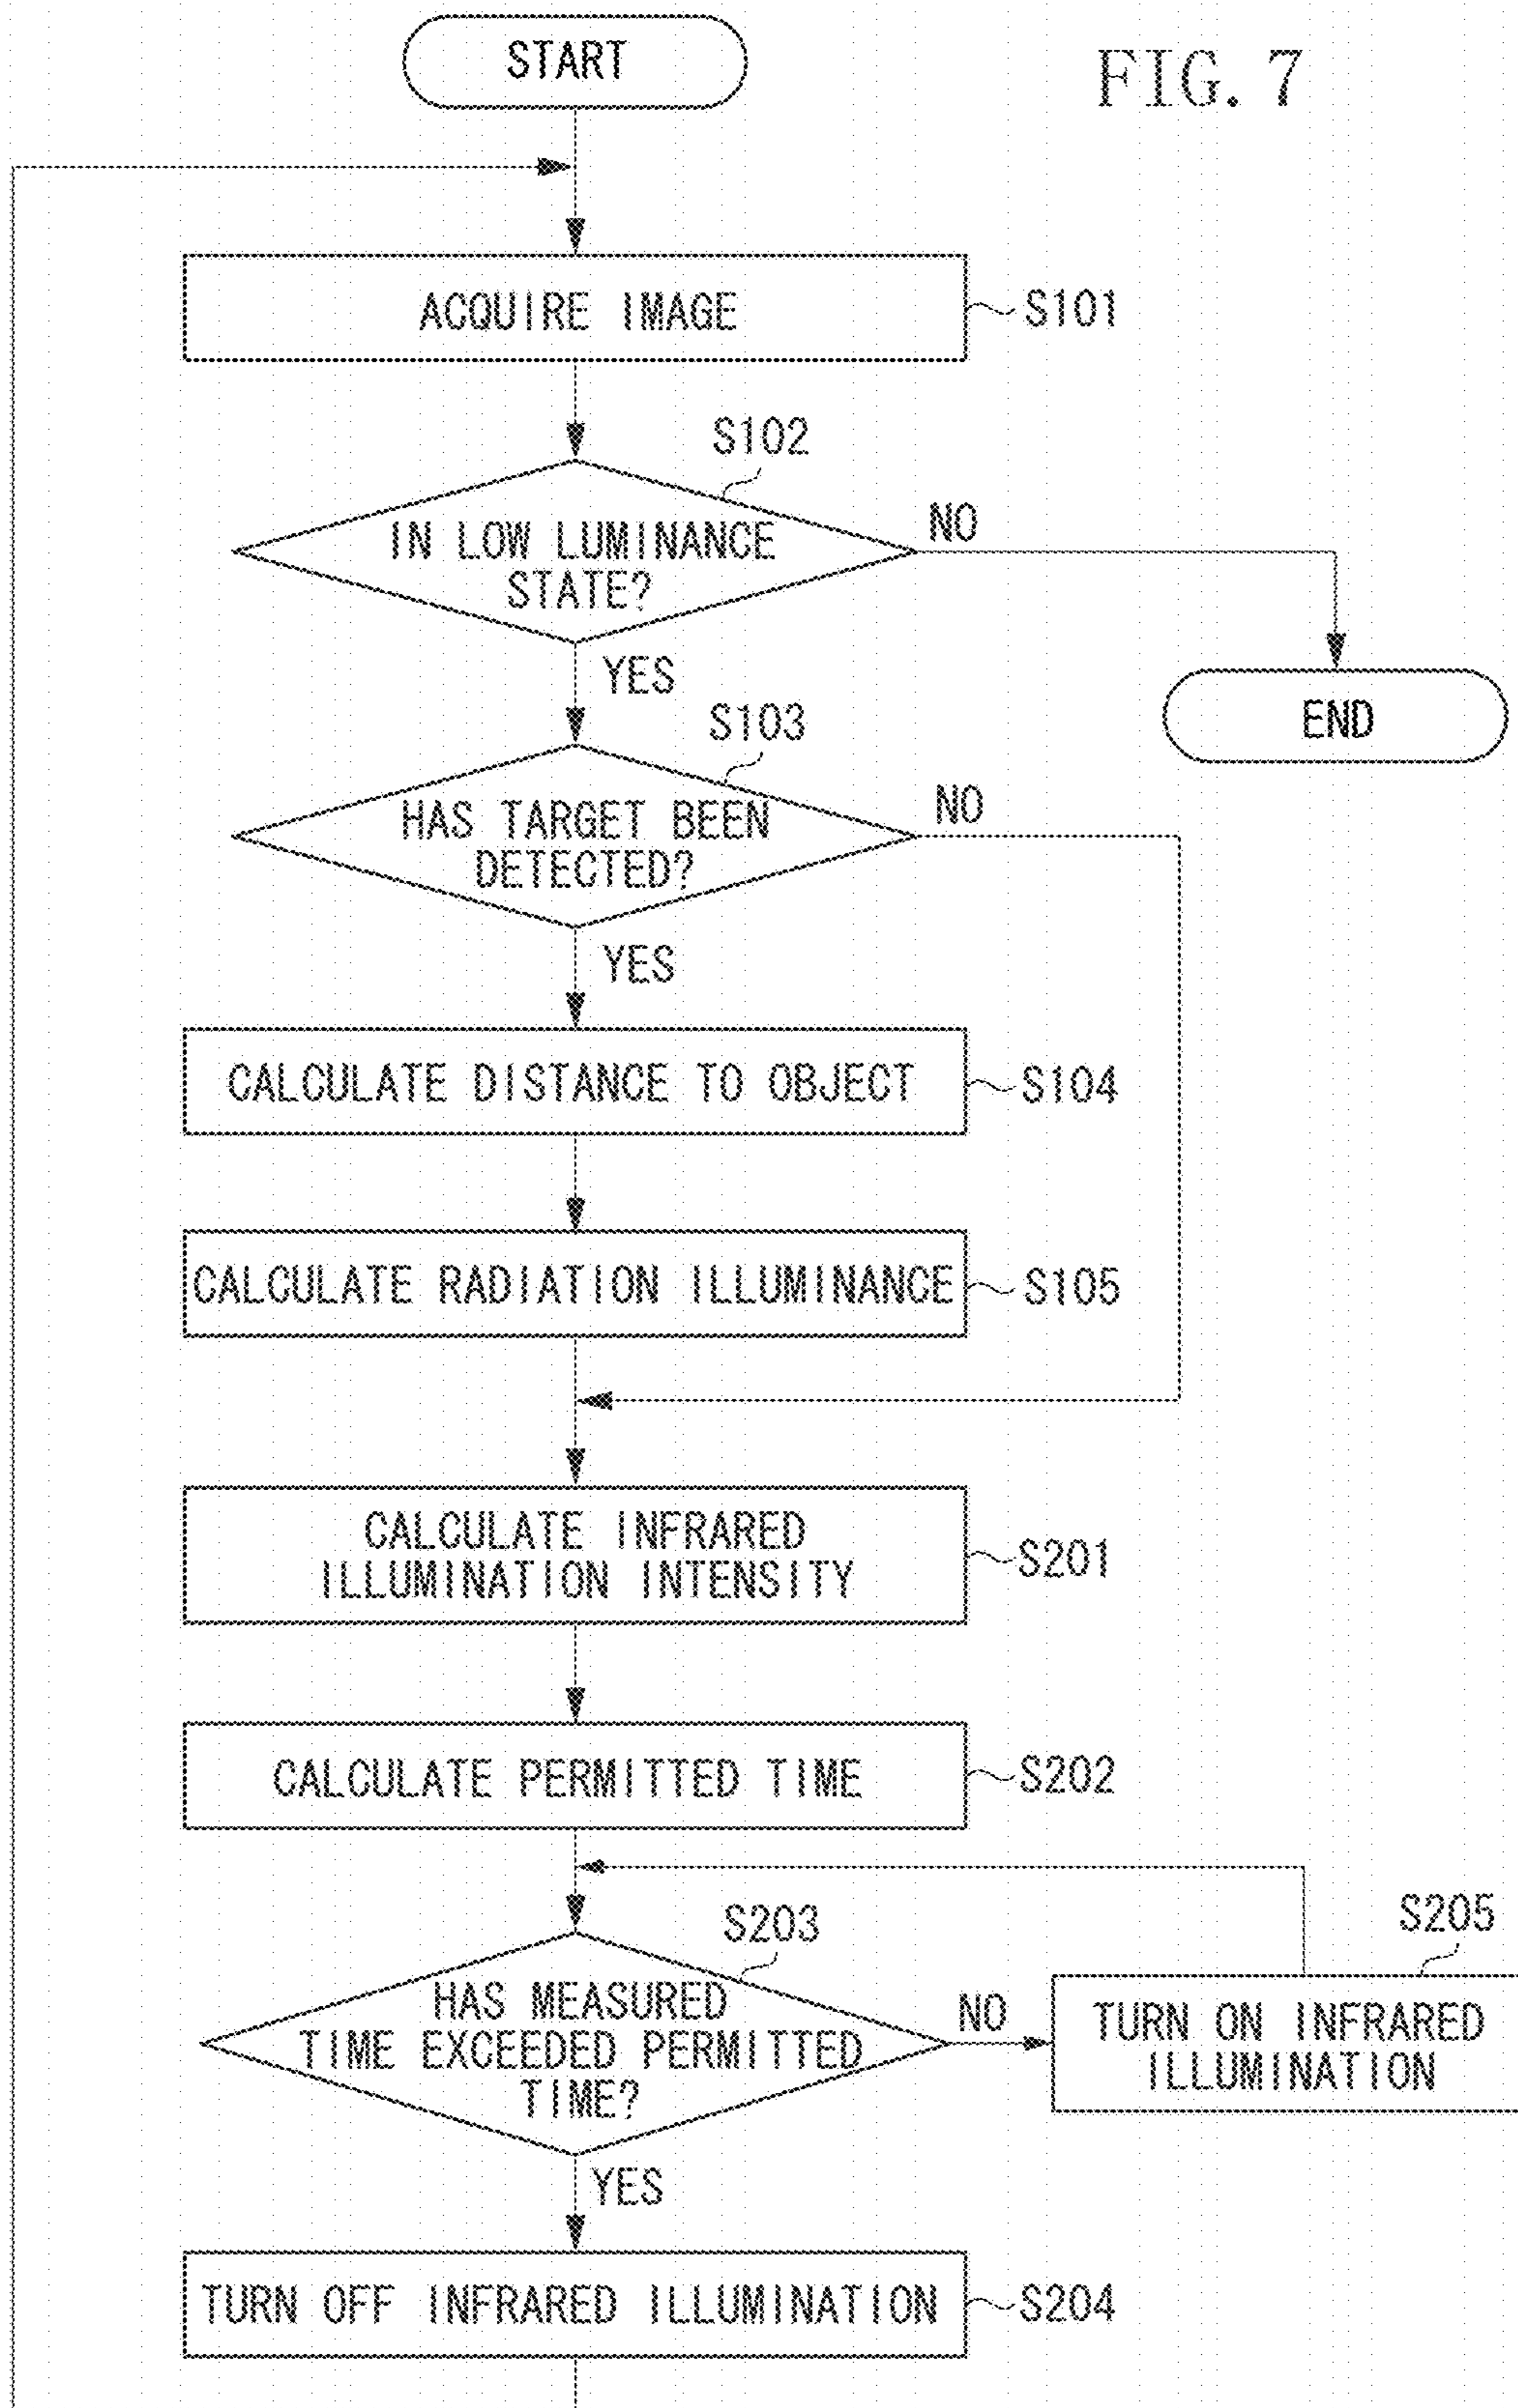 START
FIG. 7
ACQUIRE IMAGE
S101
S102
IN LOW LUMINANCE
STATE?
NO
YES
END
S103
HAS TARGET BEEN
DETECTED?
NO
YES
CALCULATE DISTANCE TO OBJECT
S104
CALCULATE RADIATION ILLUMINANCE
S105
CALCULATE INFRARED
ILLUMINATION INTENSITY
S201
CALCULATE PERMITTED TIME
S202
S203
HAS MEASURED
TIME EXCEEDED PERMITTED
TIME?
NO
S205
TURN ON INFRARED
ILLUMINATION
YES
TURN OFF INFRARED ILLUMINATION
S204